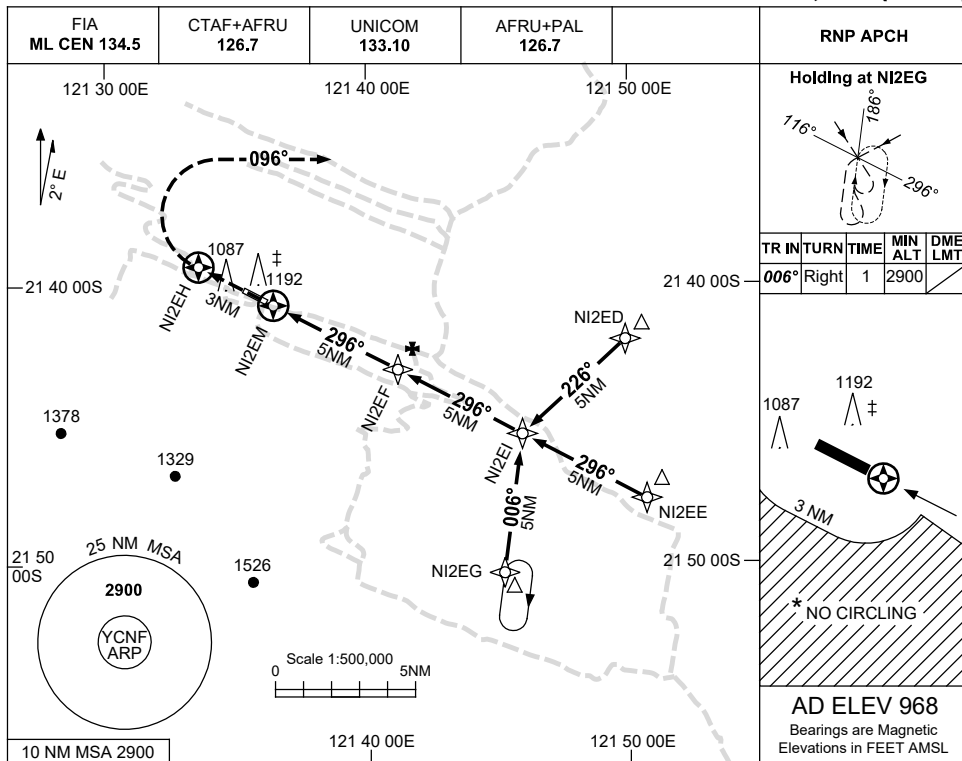 FIA
ML CEN 134.5
CTAF+AFRU
126.7
UNICOM
133.10
AFRU+PAL
126.7
RNP APCH
121 30 00E
121 40 00E
121 50 00E
2° E
096°
1087
‡
1192
21 40 00S
21 40 00S
3NM
NI2EH
NI2EM
296°
5NM
NI2EF
NI2ED
226°
5NM
296°
5NM
NI2EI
296°
5NM
NI2EE
006°
5NM
1378
1329
1526
NI2EG
21 50
00S
21 50 00S
25 NM MSA
2900
YCNF
ARP
Scale 1:500,000
0
5NM
121 40 00E
121 50 00E
10 NM MSA 2900
Holding at NI2EG
186°
116°
296°
TR IN
TURN
TIME
MIN
ALT
DME
LMT
006°
Right
1
2900
1192
1087
‡
3 NM
* NO CIRCLING
AD ELEV 968
Bearings are Magnetic
Elevations in FEET AMSL